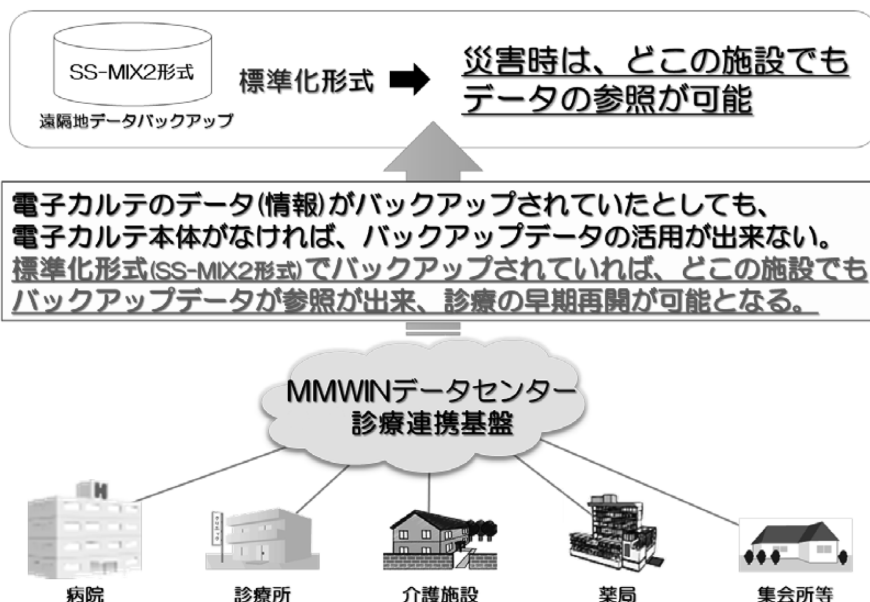 SS-MIX2形式
遠隔地データバックアップ
標準化形式
災害時は、どこの施設でも
データの参照が可能
電子カルテのデータ(情報)がバックアップされていたとしても、
電子カルテ本体がなければ、バックアップデータの活用が出来ない。
標準化形式(SS-MIX2形式)でバックアップされていれば、どこの施設でも
バックアップデータが参照が出来、診療の早期再開が可能となる。
MMWINデータセンター
診療連携基盤
H
病院
診療所
介護施設
薬局
集会所等